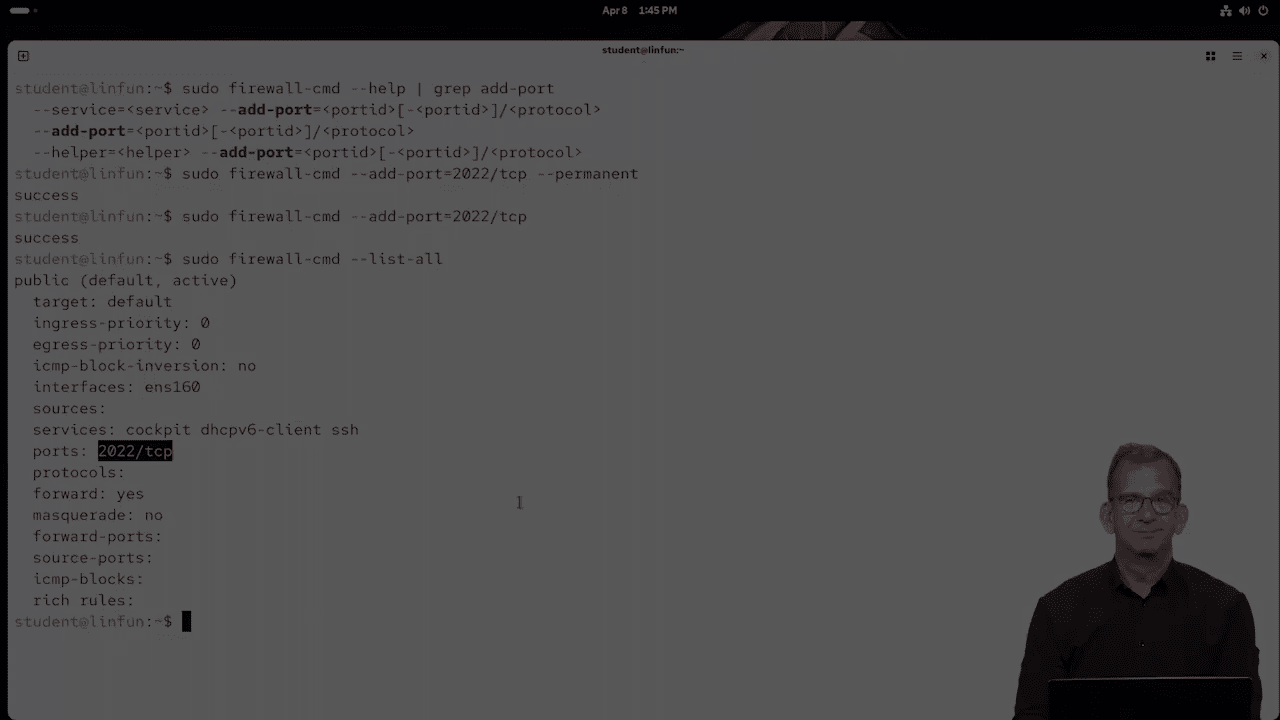 Apr 8 1:45 PM
student@linfun:~
student@linfun:~$ sudo firewall-cmd --help | grep add-port
--service=<service> --add-port=<portid>[-<portid>]/<protocol>
--add-port=<portid>[-<portid>]/<protocol>
--helper=<helper> --add-port=<portid>[-<portid>]/<protocol>
student@linfun:~$ sudo firewall-cmd --add-port=2022/tcp --permanent
success
student@linfun:~$ sudo firewall-cmd --add-port=2022/tcp
success
student@linfun:~$ sudo firewall-cmd --list-all
public (default, active)
target: default
ingress-priority: 0
egress-priority: 0
icmp-block-inversion: no
interfaces: ens160
sources:
services: cockpit dhcpv6-client ssh
ports: 2022/tcp
protocols:
forward: yes
masquerade: no
forward-ports:
source-ports:
icmp-blocks:
rich rules:
student@linfun:~$